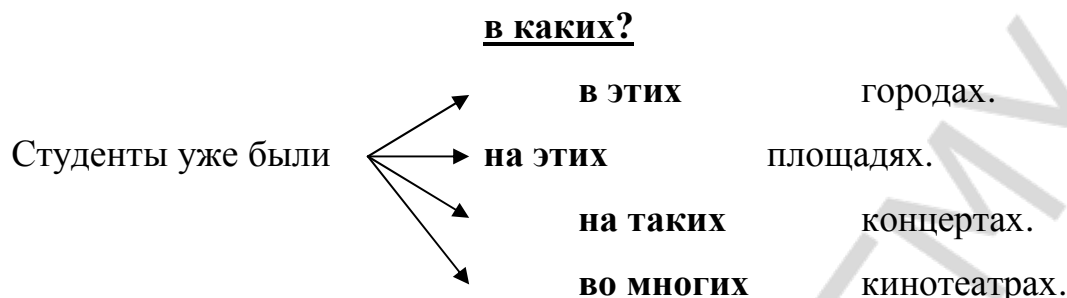 в каких?
в этих городах.
Студенты уже были на этих площадях.
на таких концертах.
во многих кинотеатрах.